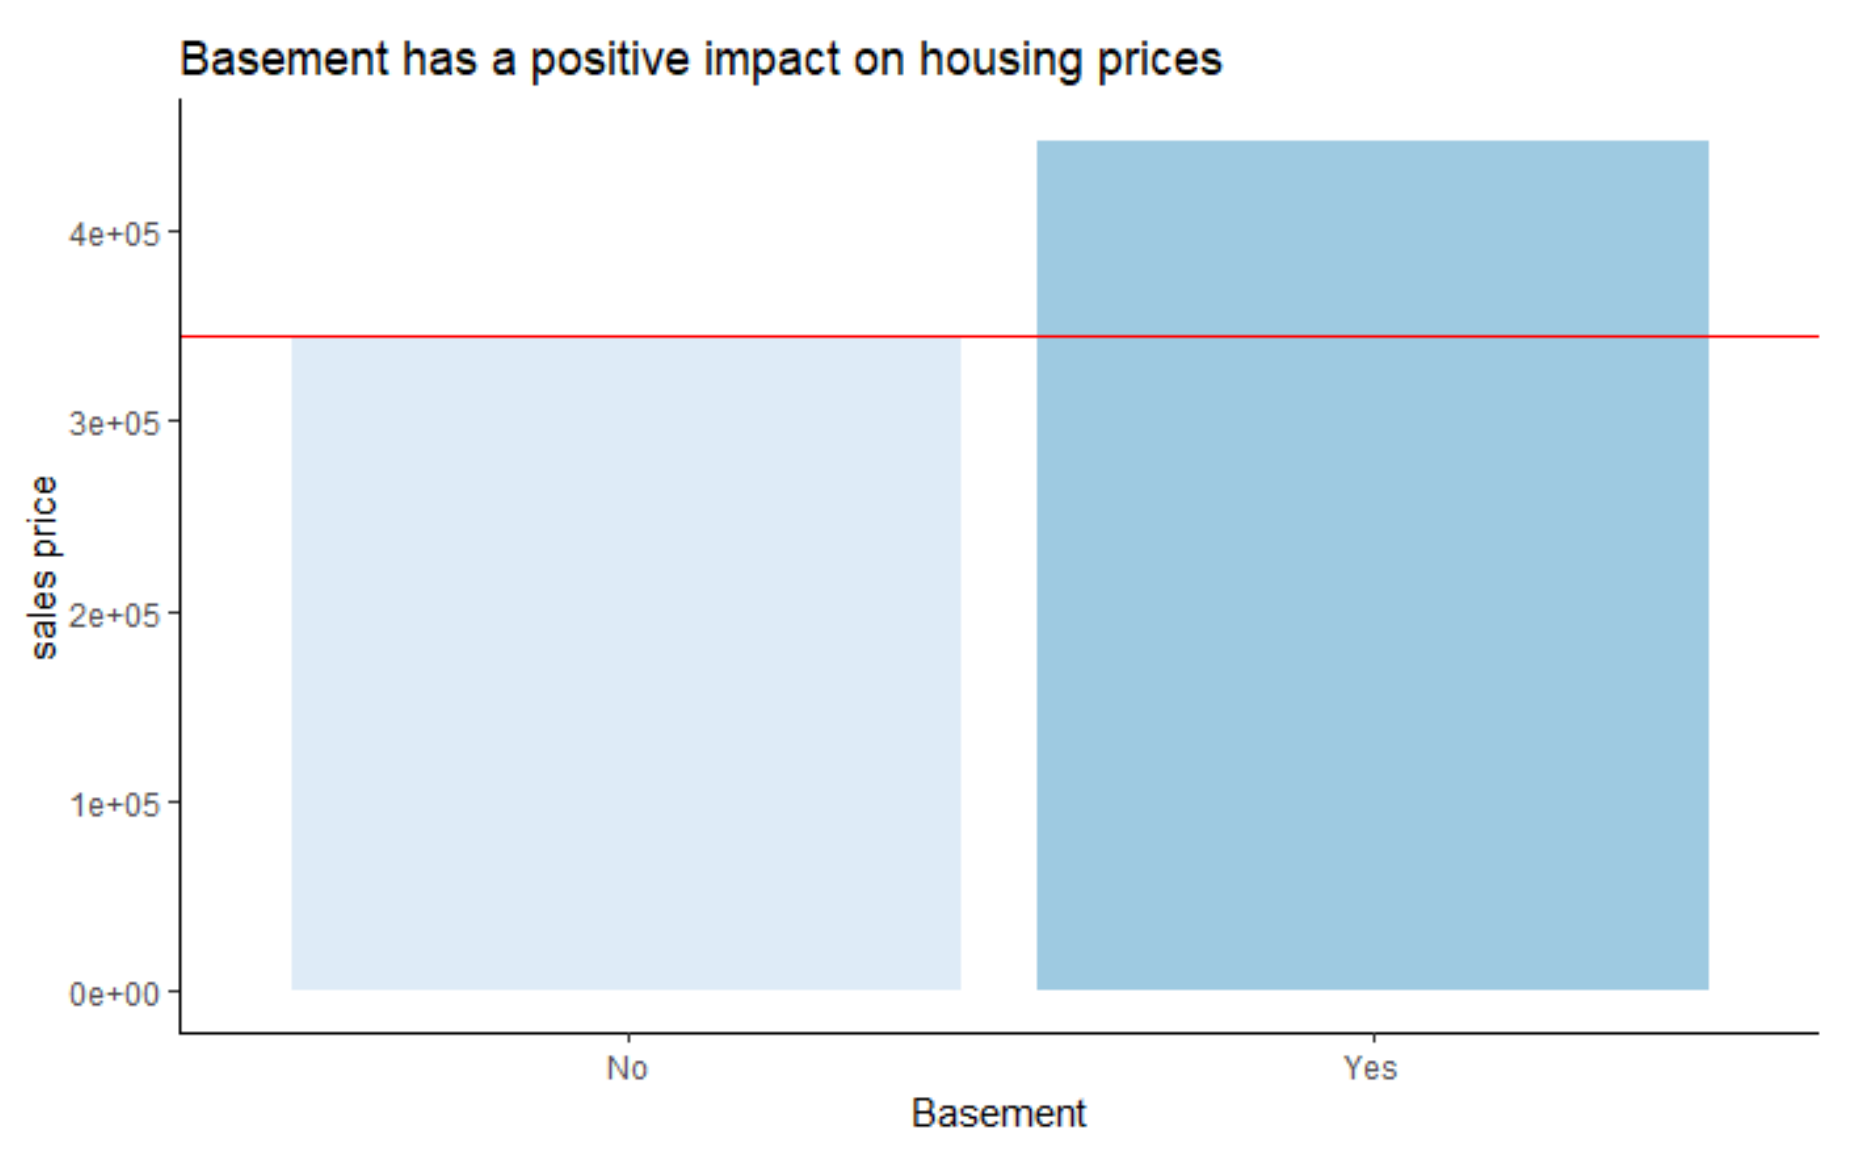 Basement has a positive impact on housing prices
sales price
4e+05
3e+05
2e+05
1e+05
0e+00
No
Yes
Basement